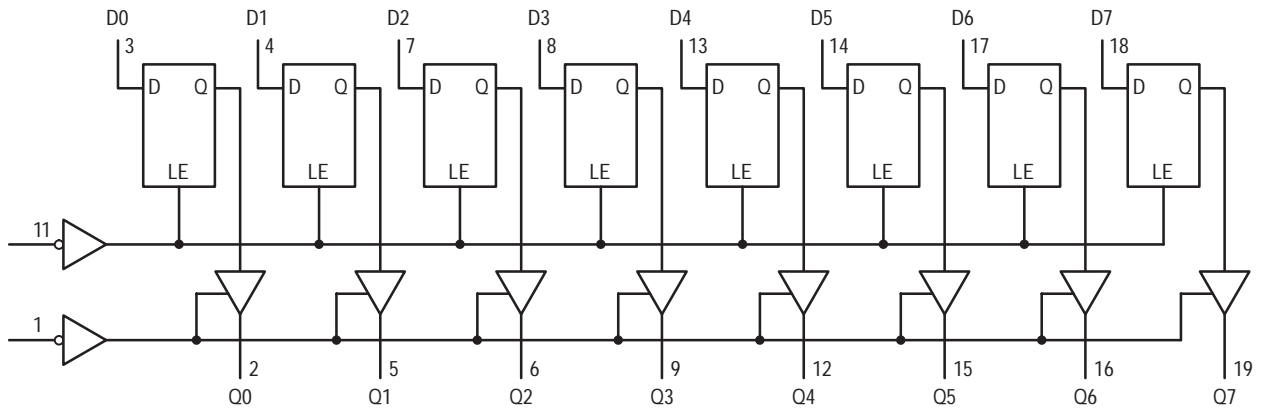 D0 D1 D2 D3 D4 D5 D6 D7
3 4 7 8 13 14 17 18
D Q D Q D Q D Q D Q D Q D Q D Q
LE LE LE LE LE LE LE LE
11
1
2 5 6 9 12 15 16 19
Q0 Q1 Q2 Q3 Q4 Q5 Q6 Q7